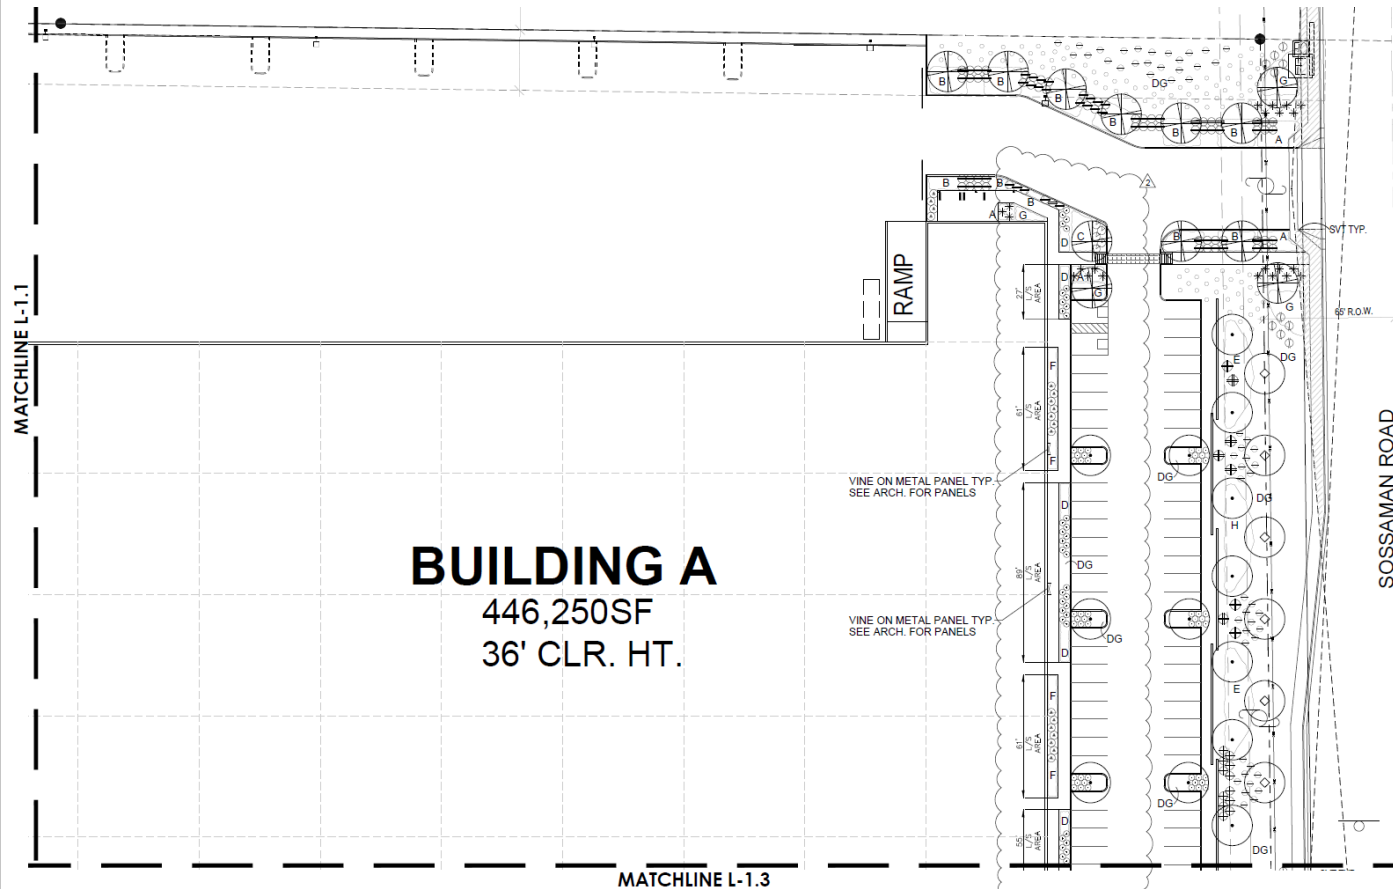 DG
G
B
B
B
B
B
B
A
2
B
B
B
A
G
D
C
B
B
A
SVT TYP.
RAMP
D
A
G
G
27'
L/S
AREA
65' R.O.W.
MATCHLINE L-1.1
E
DG
F
61'
L/S
AREA
F
SOSSAMAN ROAD
VINE ON METAL PANEL TYP.
SEE ARCH. FOR PANELS
DG
DG
D
H
BUILDING A
446,250SF
36' CLR. HT.
DG
89'
L/S
AREA
VINE ON METAL PANEL TYP.
SEE ARCH. FOR PANELS
DG
D
E
F
61'
L/S
AREA
F
DG
D
55'
L/S
AREA
DG
MATCHLINE L-1.3